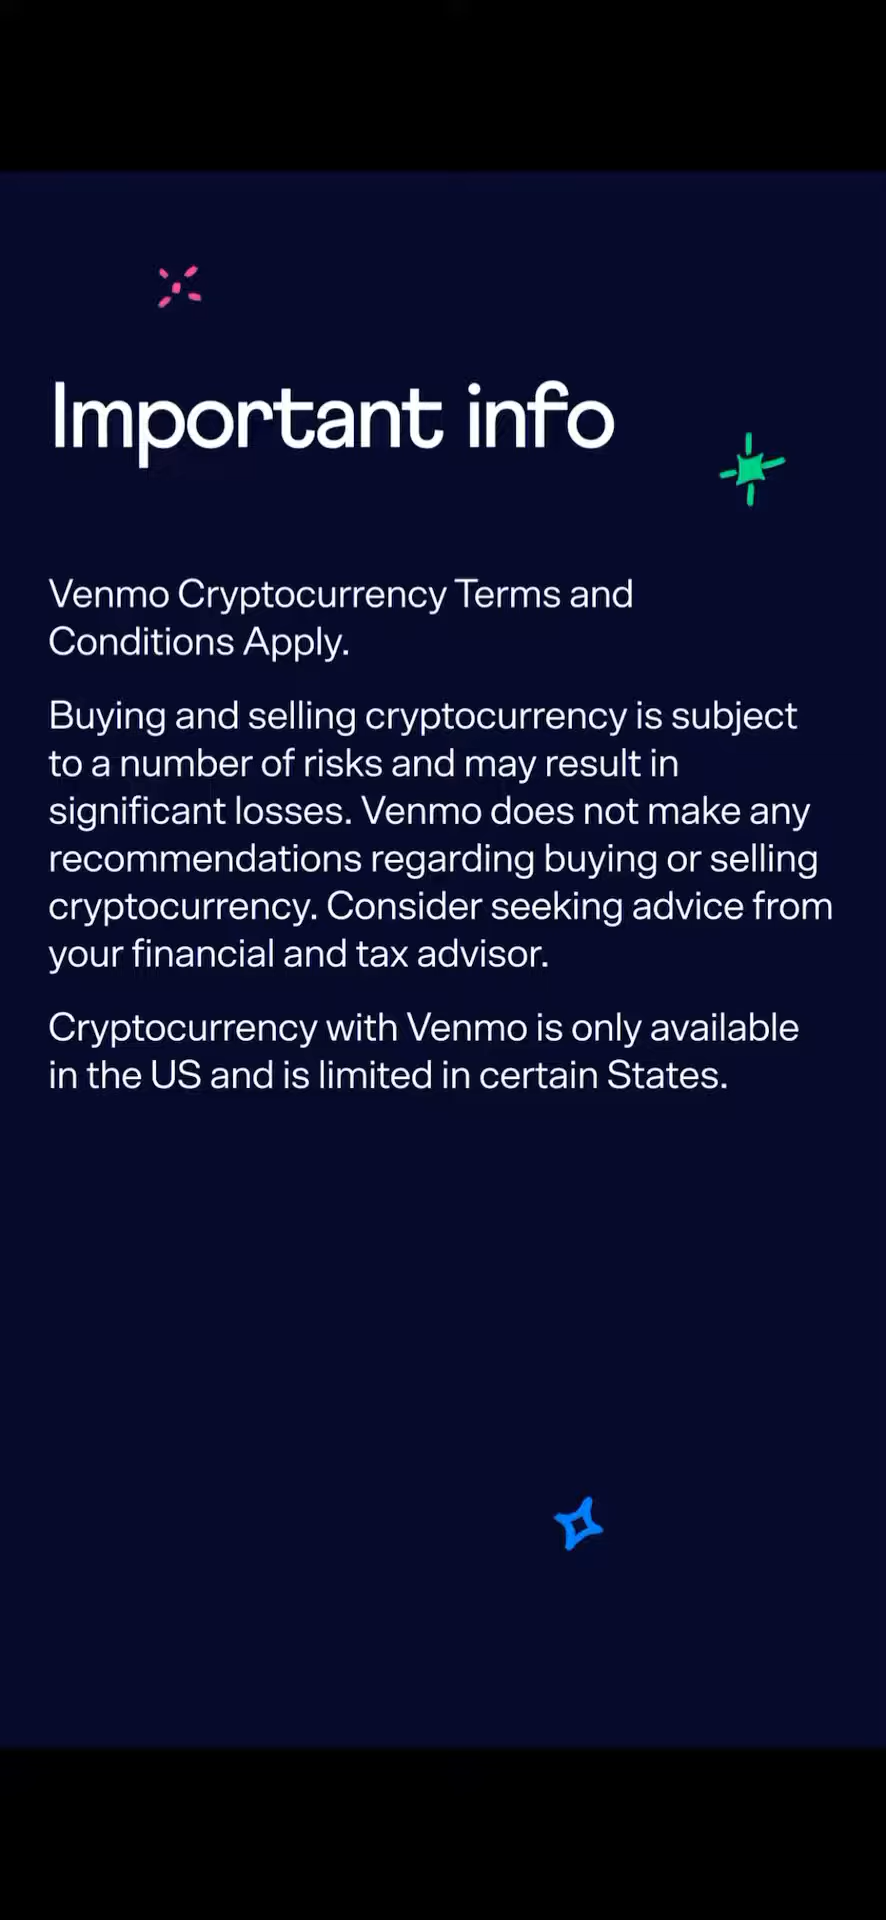 Important info
Venmo Cryptocurrency Terms and
Conditions Apply.
Buying and selling cryptocurrency is subject
to a number of risks and may result in
significant losses. Venmo does not make any
recommendations regarding buying or selling
cryptocurrency. Consider seeking advice from
your financial and tax advisor.
Cryptocurrency with Venmo is only available
in the US and is limited in certain States.